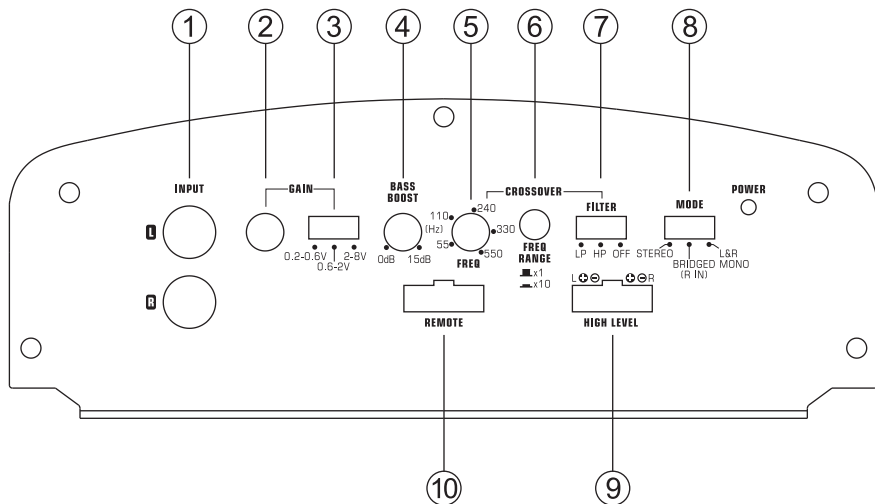 1 2 3 4 5 6 7 8
INPUT
L
R
GAIN
0.2-0.6V 2-8V
0.6-2V
BASS
BOOST
0dB 15dB
CROSSOVER
240
110
(Hz)
330
55
550
FREQ
FREQ
RANGE
x1
x10
FILTER
LP HP OFF
MODE
STEREO
BRIDGED
(R IN)
L&R
MONO
POWER
REMOTE
L ⊕ ⊖ ⊕ ⊖ R
HIGH LEVEL
10 9